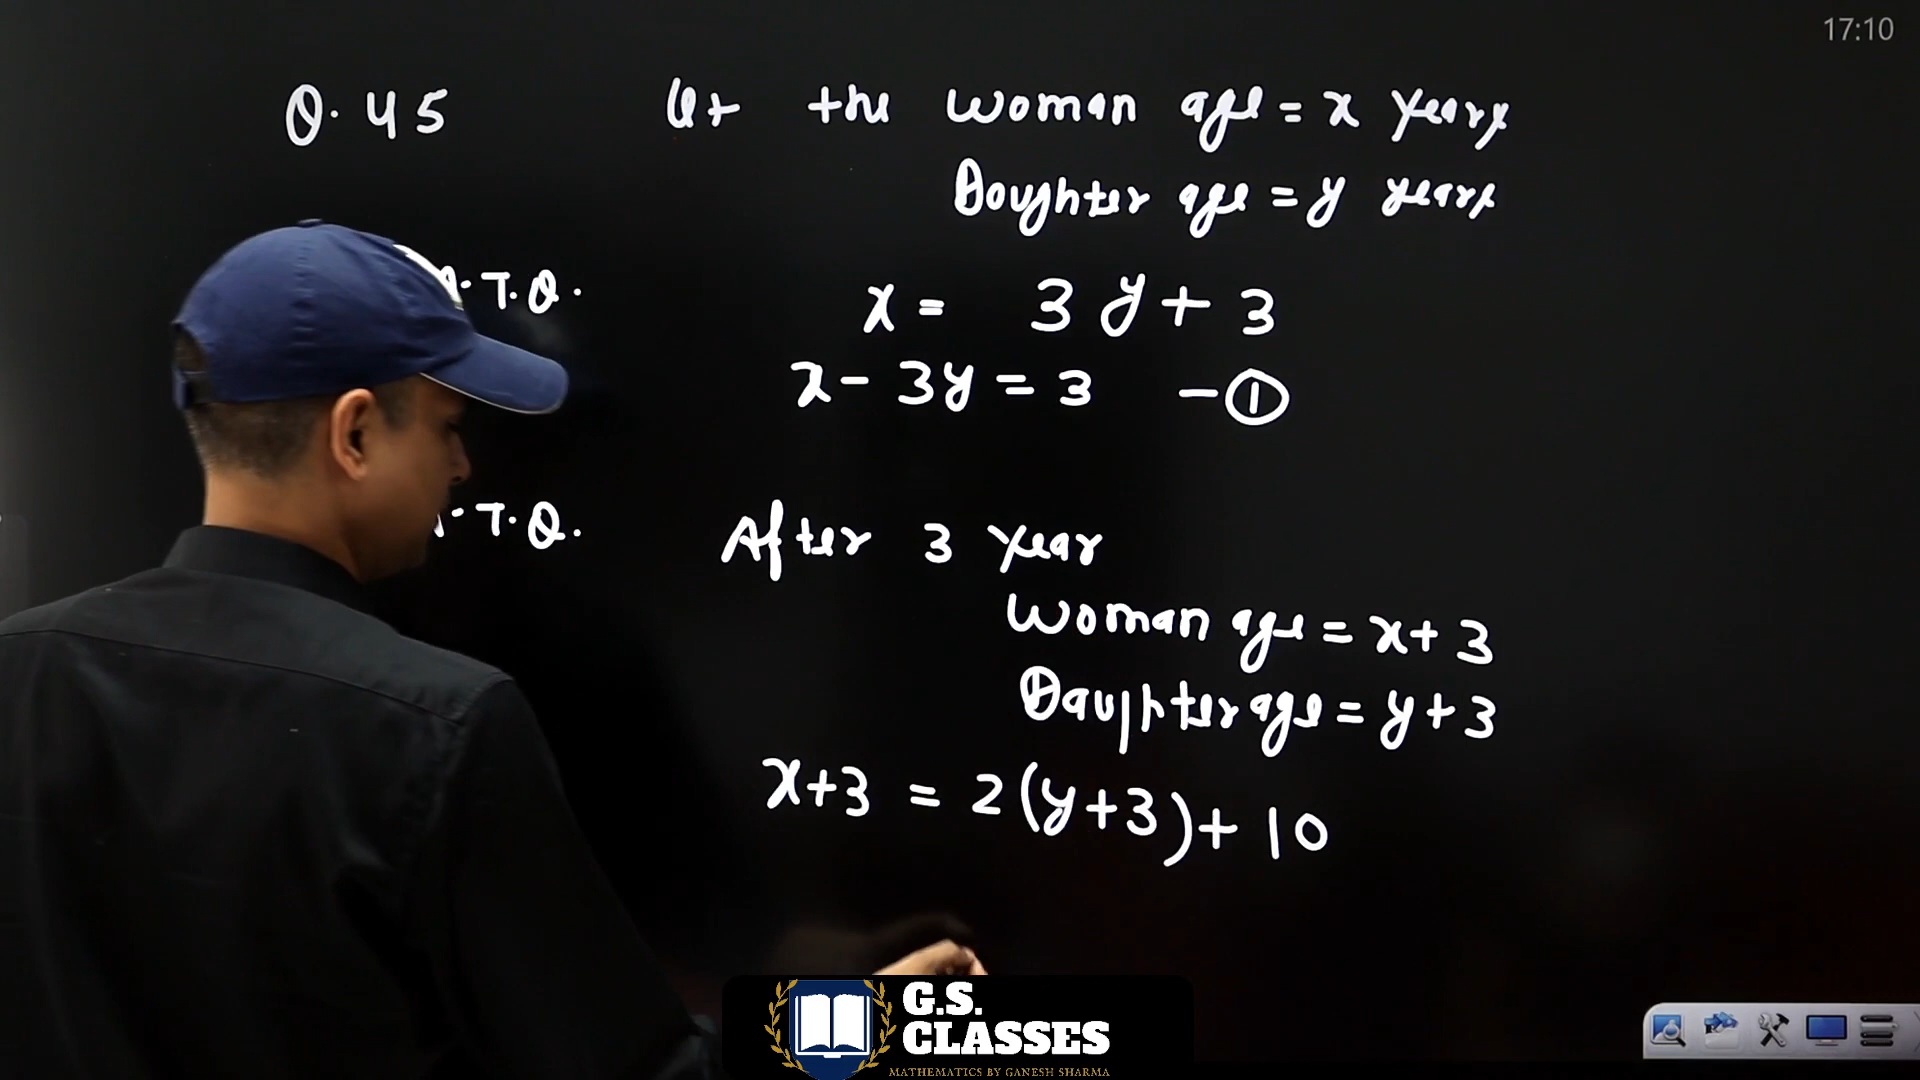 17:10
Q. 45 Let the woman age = x years
Doughter age = y years
.T.Q. x = 3y + 3
x - 3y = 3 - ①
.T.Q. After 3 year
Woman age = x + 3
Daughter age = y + 3
x+3 = 2(y+3) + 10
G.S.
CLASSES
MATHEMATICS BY GANESH SHARMA